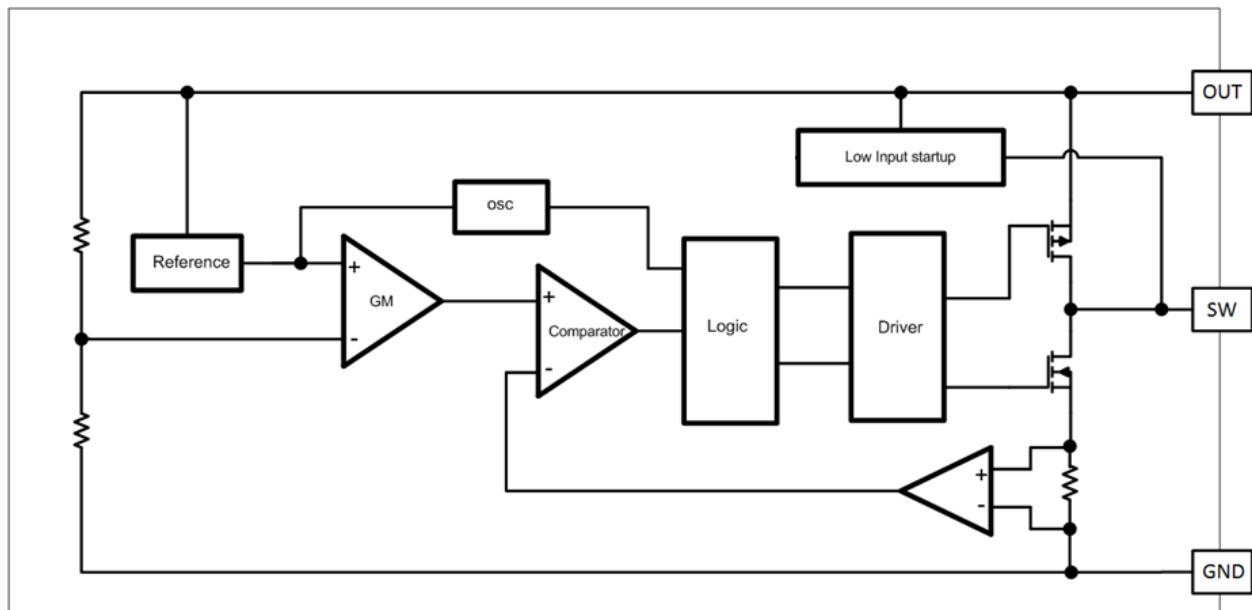 OUT
Low Input startup
osc
Reference
+
GM
-
+
Comparator
-
Logic
Driver
SW
+
-
GND